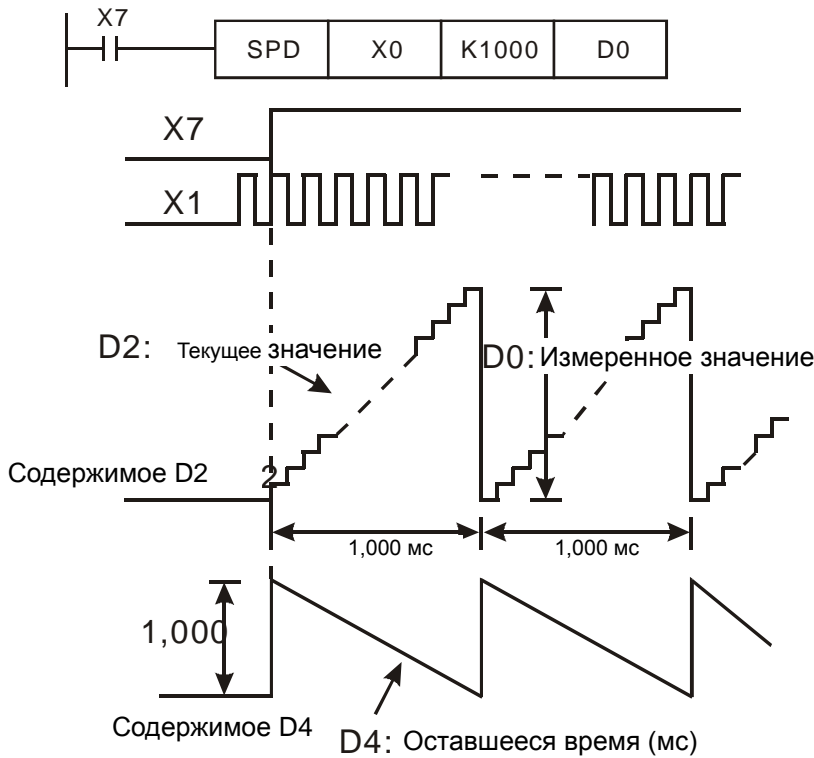 X7
SPD X0 K1000 D0
X7
X1
D2: Текущее значение
D0: Измеренное значение
Содержимое D2
2
1,000 мс
1,000 мс
1,000
Содержимое D4
D4: Оставшееся время (мс)